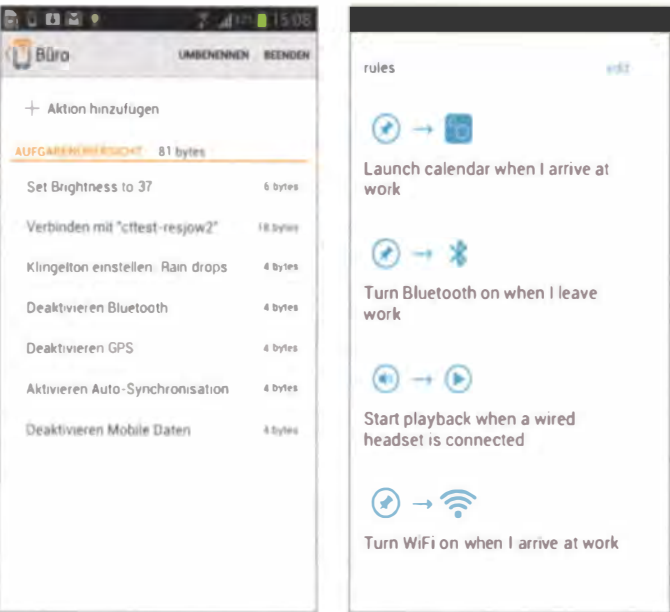 15:08
Büro
UMBENENNEN BEENDEN
+ Aktion hinzufügen
AUFGABENÜBERSICHT 81 bytes
Set Brightness to 37 6 bytes
Verbinden mit "cttest-resjow2" 18 bytes
Klingelton einstellen: Rain drops 4 bytes
Deaktivieren Bluetooth 4 bytes
Deaktivieren GPS 4 bytes
Aktivieren Auto-Synchronisation 4 bytes
Deaktivieren Mobile Daten 4 bytes
rules edit
Launch calendar when I arrive at
work
Turn Bluetooth on when I leave
work
Start playback when a wired
headset is connected
Turn WiFi on when I arrive at work